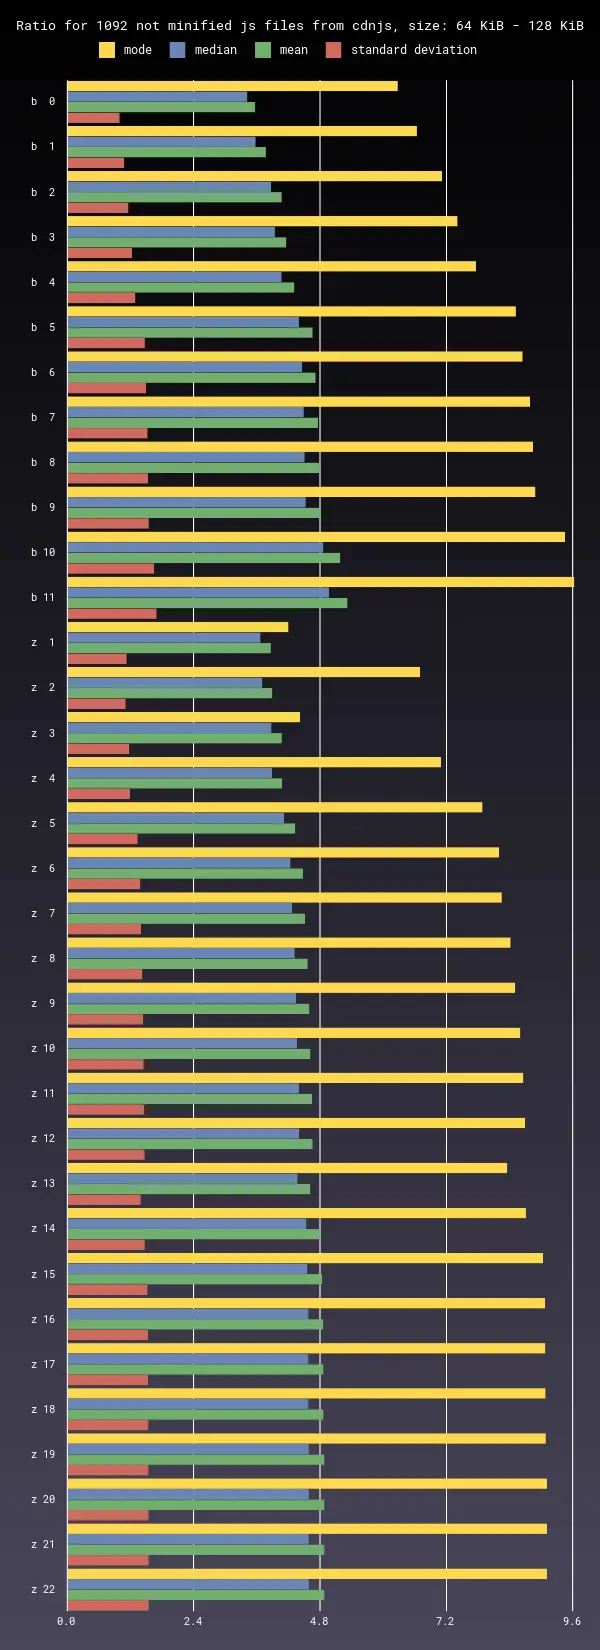 Ratio for 1092 not minified js files from cdnjs, size: 64 KiB - 128 KiB
mode median mean standard deviation
b 0
b 1
b 2
b 3
b 4
b 5
b 6
b 7
b 8
b 9
b 10
b 11
z 1
z 2
z 3
z 4
z 5
z 6
z 7
z 8
z 9
z 10
z 11
z 12
z 13
z 14
z 15
z 16
z 17
z 18
z 19
z 20
z 21
z 22
0.0 2.4 4.8 7.2 9.6